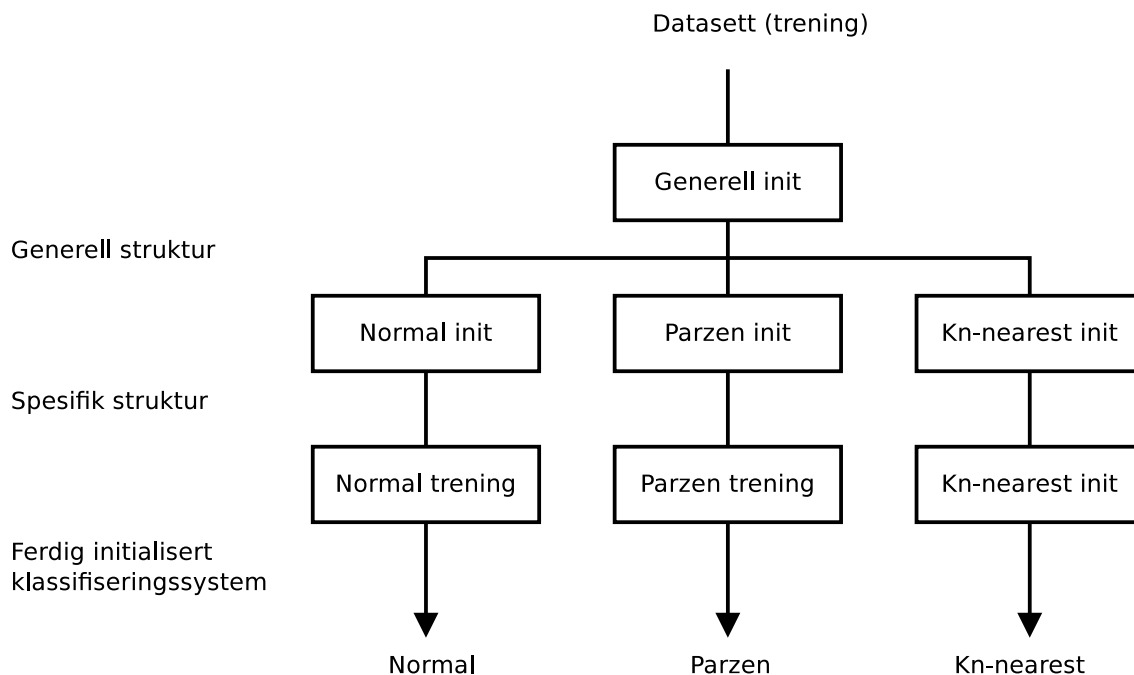 Datasett (trening)
Generell init
Generell struktur
Normal init
Parzen init
Kn-nearest init
Spesifik struktur
Normal trening
Parzen trening
Kn-nearest init
Ferdig initialisert
klassifiseringssystem
Normal
Parzen
Kn-nearest